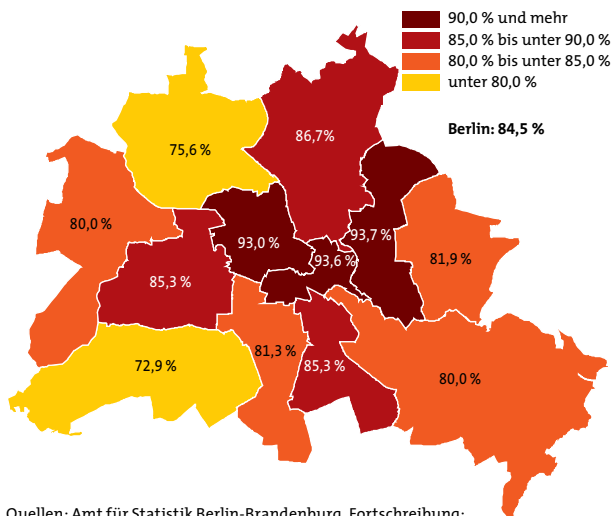 90,0 % und mehr
85,0 % bis unter 90,0 %
80,0 % bis unter 85,0 %
unter 80,0 %
Berlin: 84,5 %
86,7%
75,6 %
80,0 %
93,0 %
93,7 %
93,6 %
81,9 %
85,3 %
81,3 %
72,9 %
85,3 %
80,0 %
Quellen: Amt für Statistik Berlin-Brandenburg, Fortschreibung;